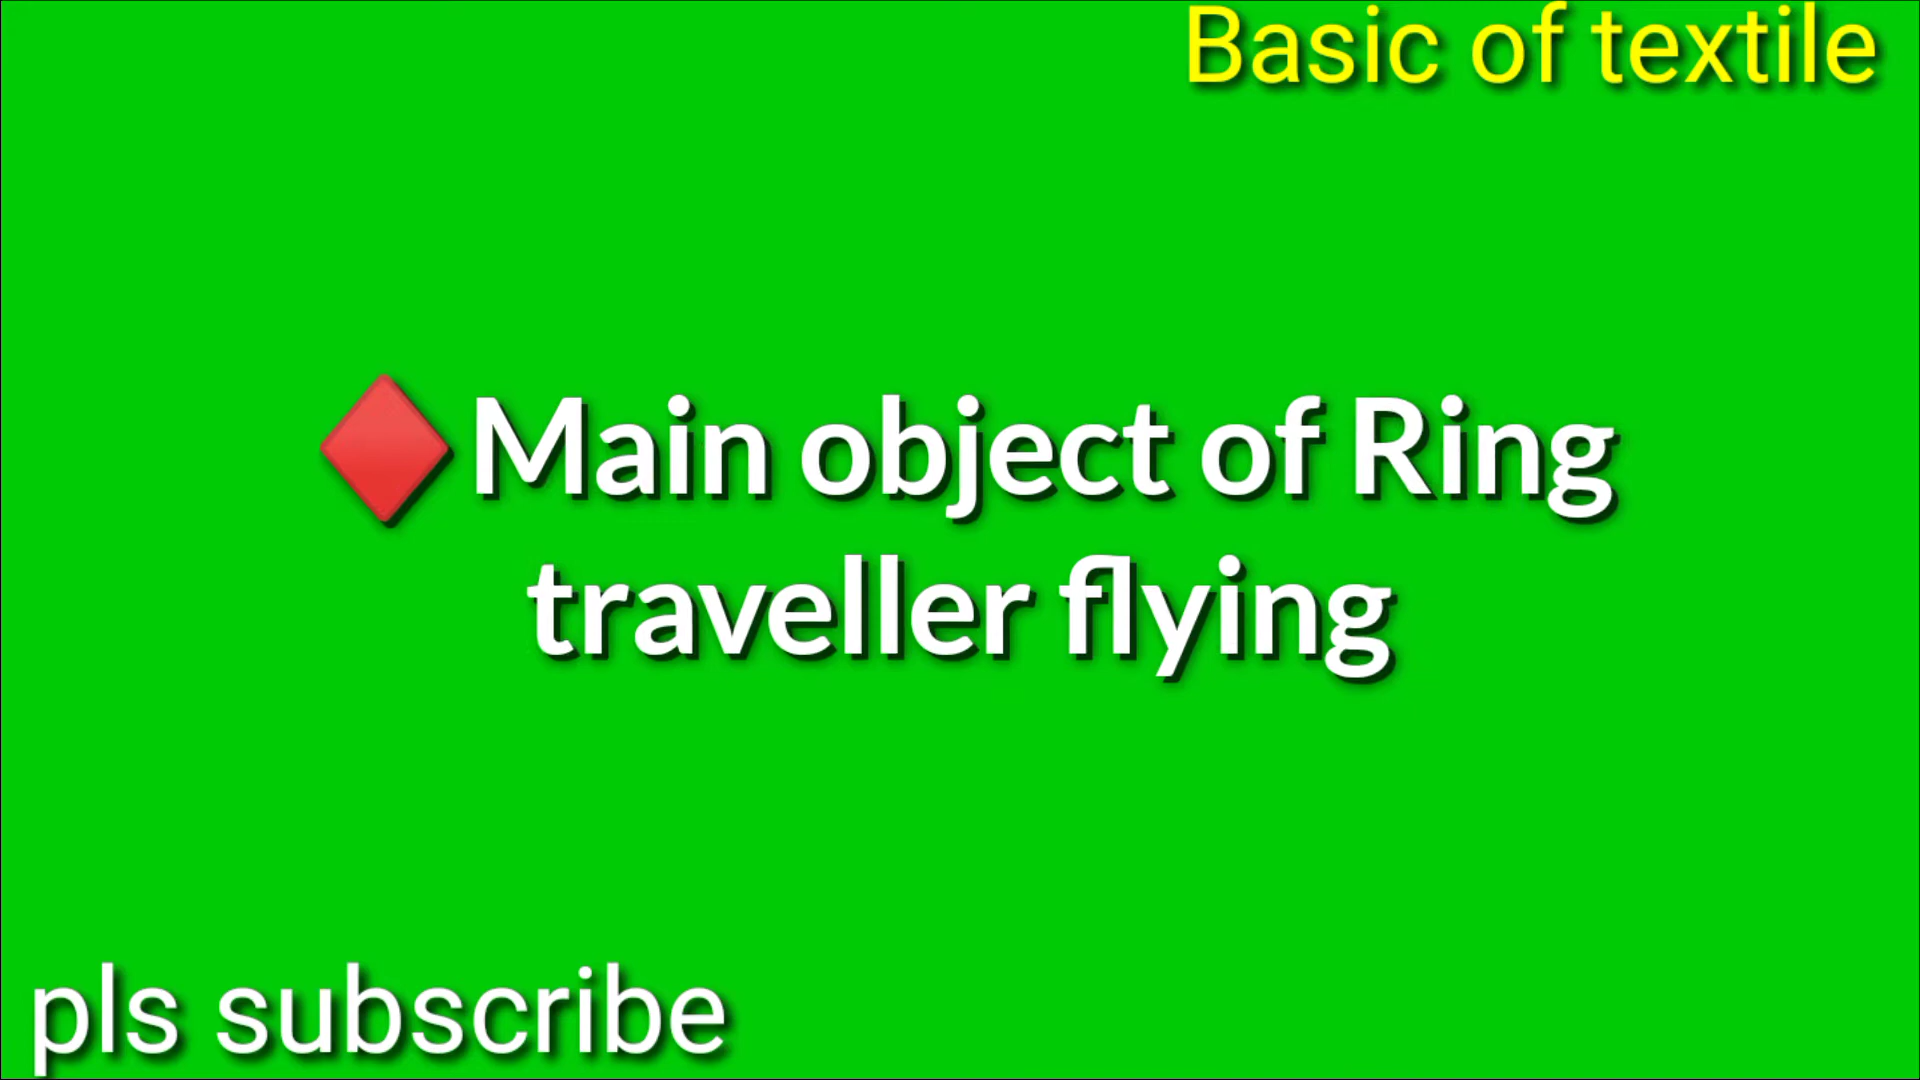 Basic of textile
♦️Main object of Ring
traveller flying
pls subscribe